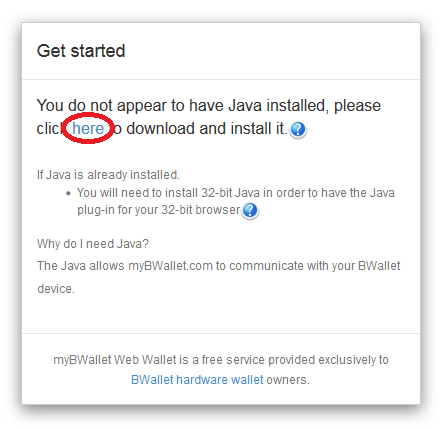 Get started
You do not appear to have Java installed, please
click here to download and install it.
If Java is already installed.
• You will need to install 32-bit Java in order to have the Java
plug-in for your 32-bit browser
Why do I need Java?
The Java allows myBWallet.com to communicate with your BWallet
device.
myBWallet Web Wallet is a free service provided exclusively to
BWallet hardware wallet owners.